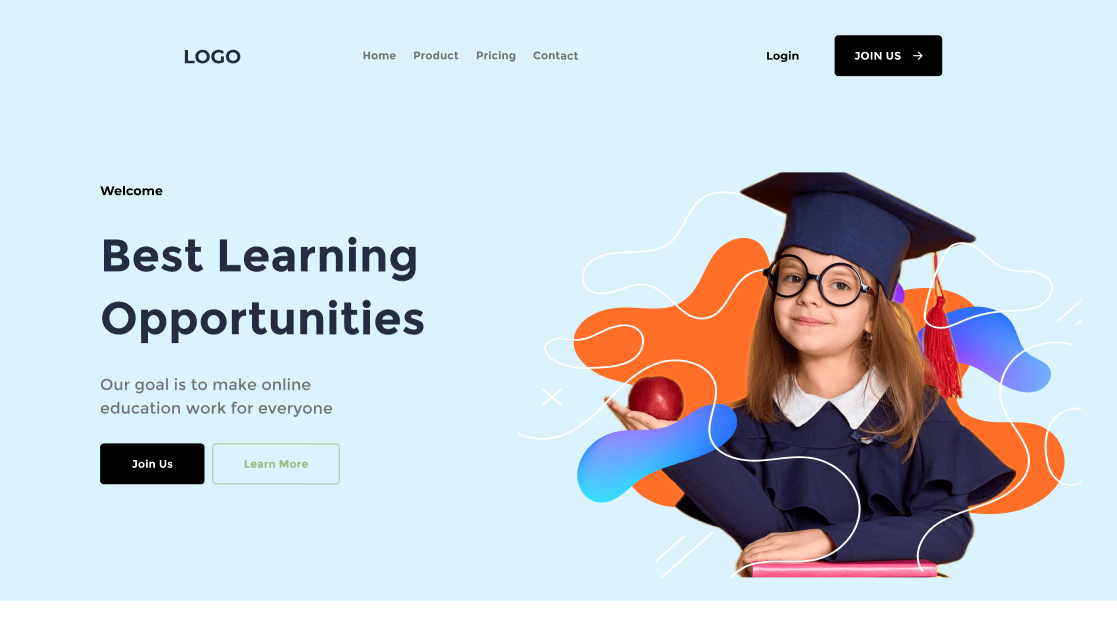 LOGO
Home Product Pricing Contact
Login
JOIN US →
Welcome
Best Learning
Opportunities
Our goal is to make online
education work for everyone
Join Us
Learn More